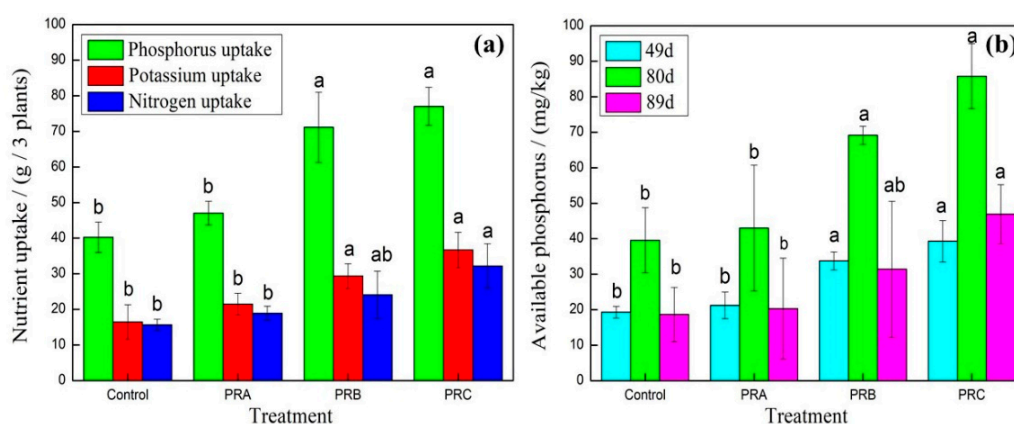 (a)
Phosphorus uptake
Potassium uptake
Nitrogen uptake
Nutrient uptake / (g / 3 plants)
100
90
80
70
60
50
40
30
20
10
0
b
b
b
b
b
b
a
a
ab
a
a
a
Control
PRA
PRB
PRC
Treatment
(b)
49d
80d
89d
Available phosphorus / (mg/kg)
100
90
80
70
60
50
40
30
20
10
0
b
b
b
b
b
b
a
a
ab
a
a
a
Control
PRA
PRB
PRC
Treatment